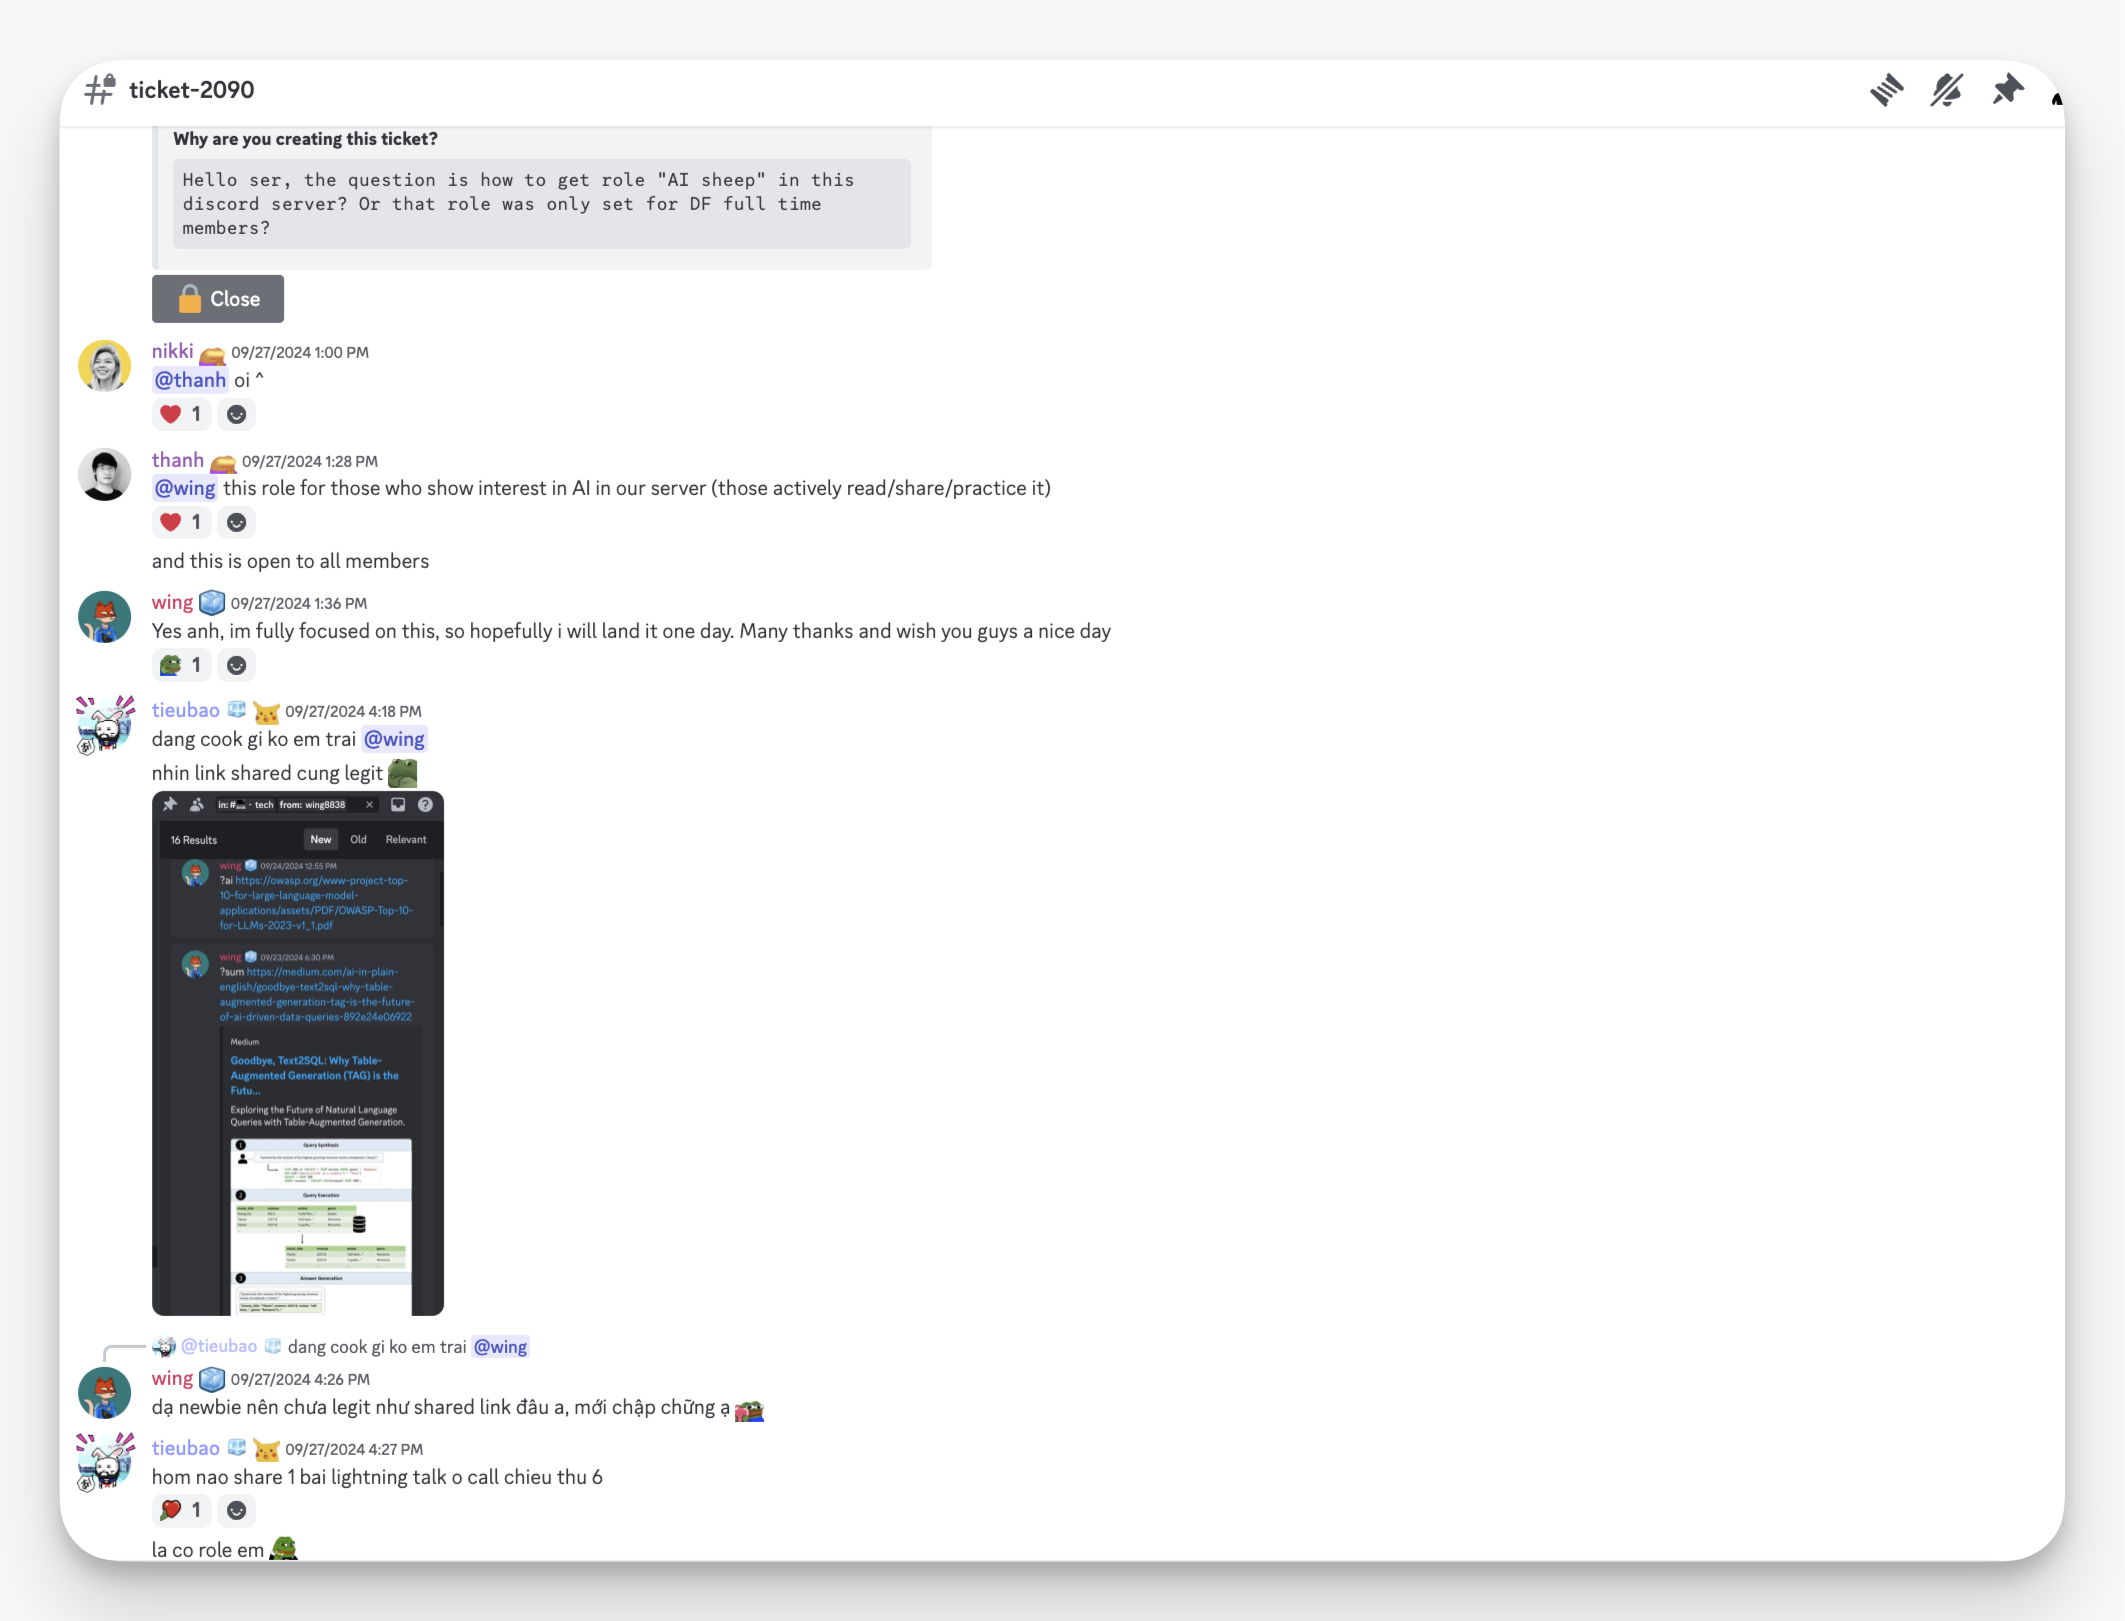 ticket-2090
Why are you creating this ticket?
Hello ser, the question is how to get role "AI sheep" in this
discord server? Or that role was only set for DF full time
members?
Close
nikki 09/27/2024 1:00 PM
@thanh oi ^
1
thanh 09/27/2024 1:28 PM
@wing this role for those who show interest in AI in our server (those actively read/share/practice it)
1
and this is open to all members
wing 09/27/2024 1:36 PM
Yes anh, im fully focused on this, so hopefully i will land it one day. Many thanks and wish you guys a nice day
1
tieubao 09/27/2024 4:18 PM
dang cook gi ko em trai @wing
nhin link shared cung legit
in: # · tech from: wing8838
16 Results New Old Relevant
wing 09/24/2024 12:55 PM
?ai https://owasp.org/www-project-top-
10-for-large-language-model-
applications/assets/PDF/OWASP-Top-10-
for-LLMs-2023-v1_1.pdf
wing 09/23/2024 6:30 PM
?sum https://medium.com/ai-in-plain-
english/goodbye-text2sql-why-table-
augmented-generation-tag-is-the-future-
of-ai-driven-data-queries-892e24e06922
Medium
Goodbye, Text2SQL: Why Table-
Augmented Generation (TAG) is the
Futu...
Exploring the Future of Natural Language
Queries with Table-Augmented Generation.
1 Query Synthesis
2 Query Execution
3 Answer Generation
@tieubao dang cook gi ko em trai @wing
wing 09/27/2024 4:26 PM
dạ newbie nên chưa legit như shared link đâu a, mới chập chững ạ
tieubao 09/27/2024 4:27 PM
hom nao share 1 bai lightning talk o call chieu thu 6
1
la co role em